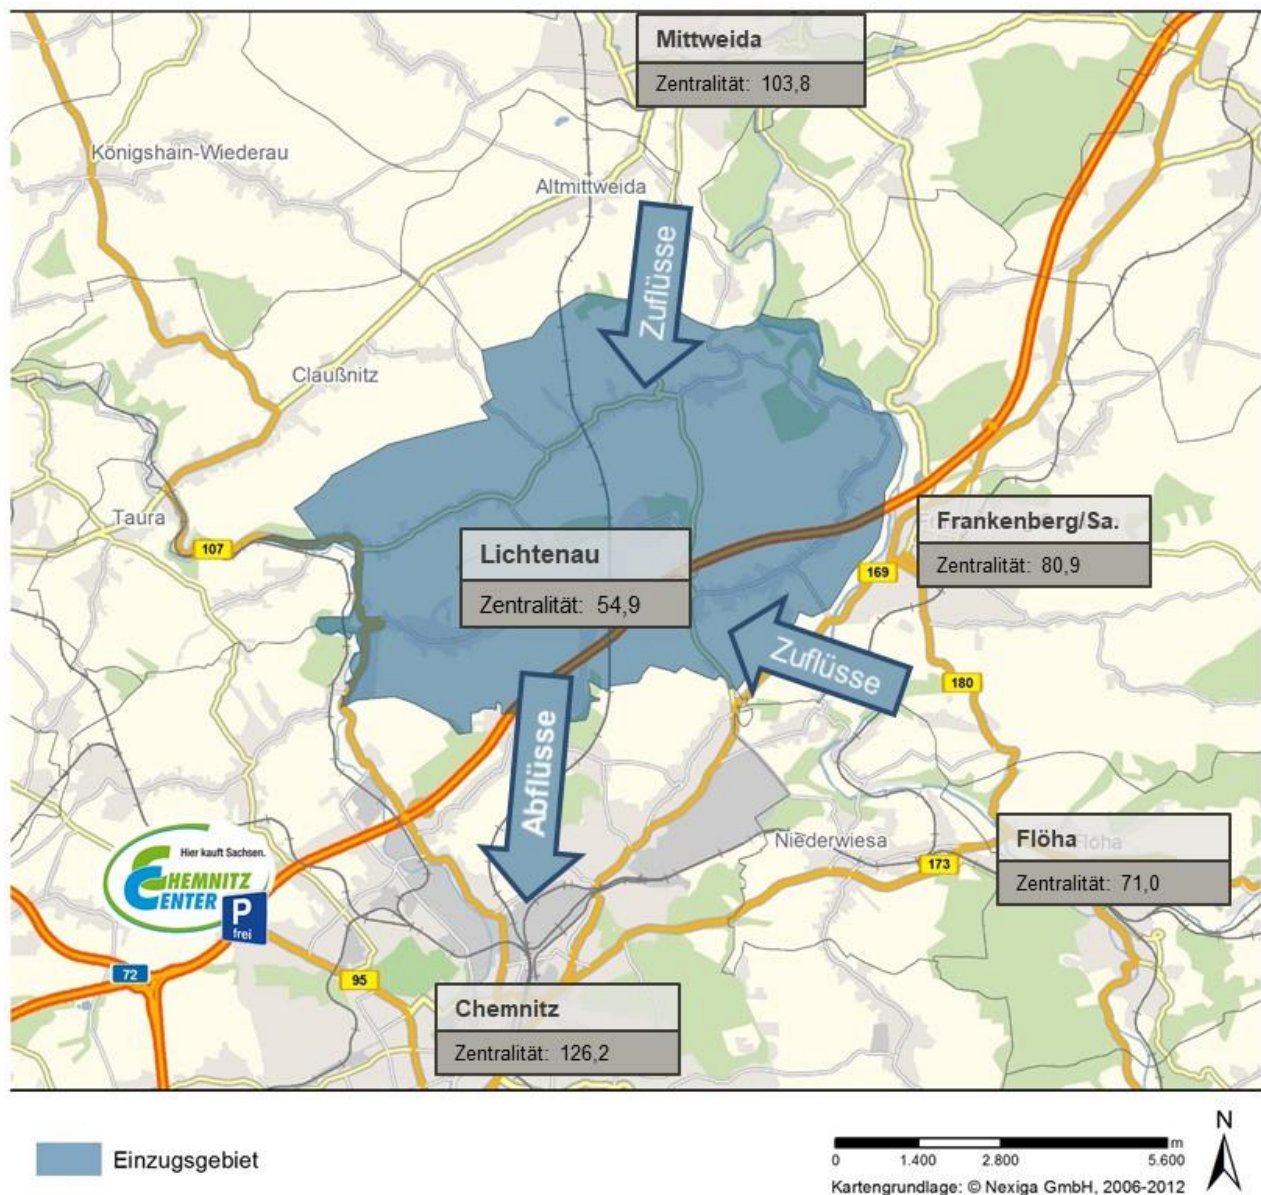 Mittweida
Zentralität: 103,8
Königshain-Wiederau
Altmittweida
Zuflüsse
Claußnitz
Taura
107
Lichtenau
Zentralität: 54,9
Frankenberg/Sa.
Zentralität: 80,9
169
Zuflüsse
180
Abflüsse
Niederwiesa
173
Flöha
Flöha
Zentralität: 71,0
Hier kauft Sachsen.
CHEMNITZ
CENTER
P
frei
72
95
Chemnitz
Zentralität: 126,2
Einzugsgebiet
N
m
0 1.400 2.800 5.600
Kartengrundlage: © Nexiga GmbH, 2006-2012